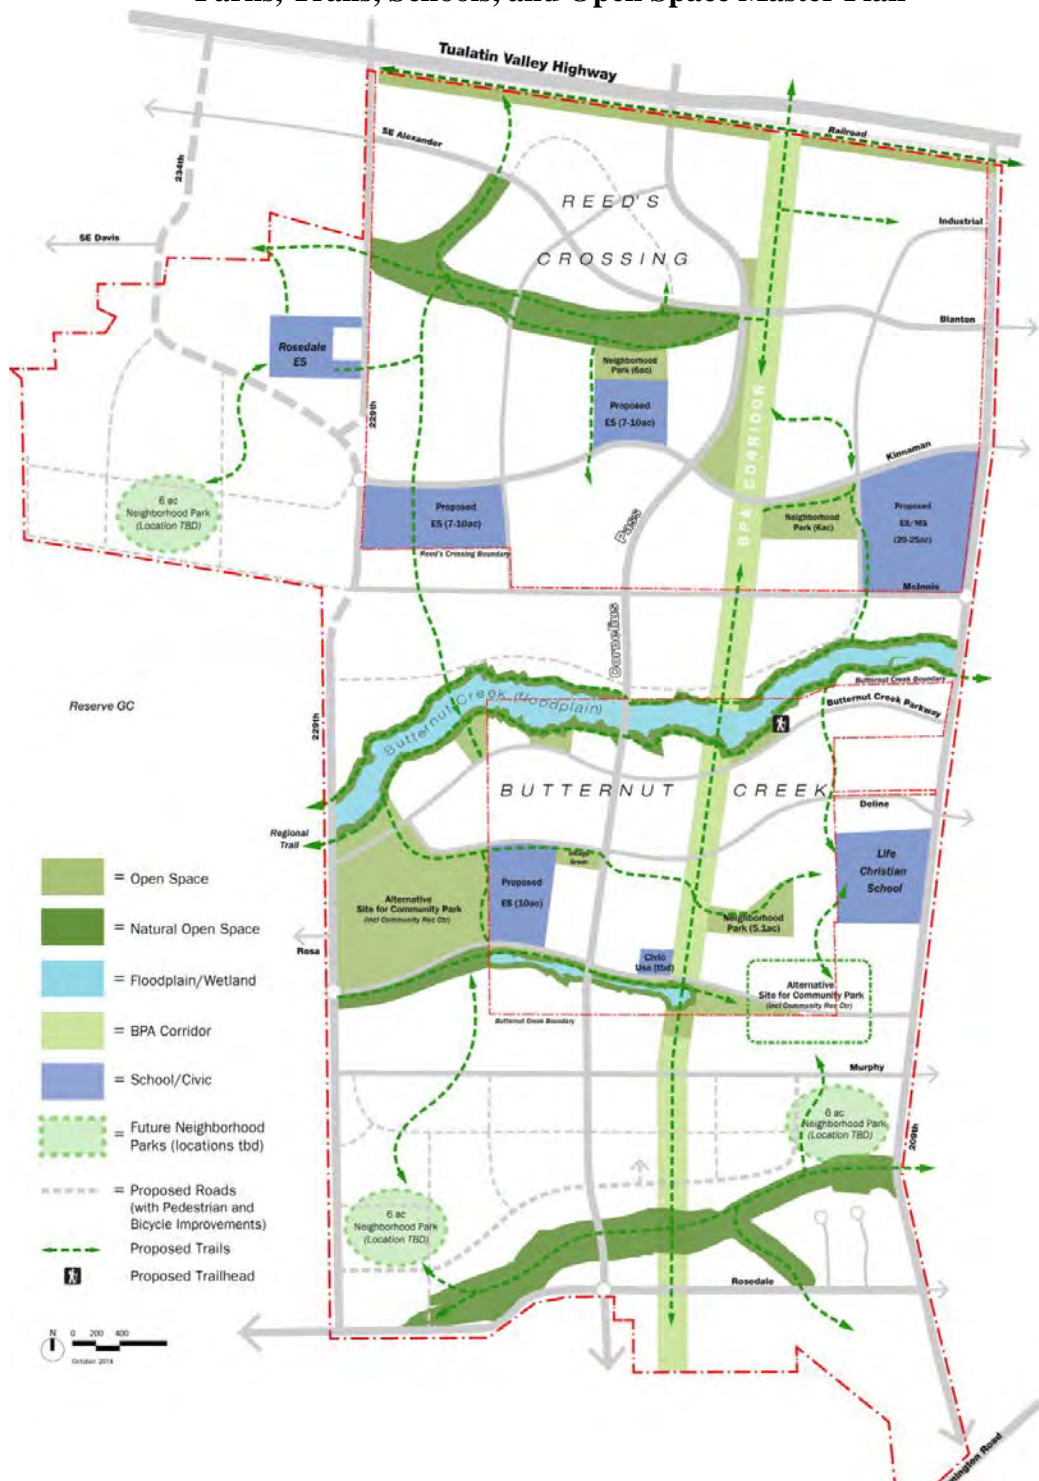 Parks, Trails, Schools, and Open Space Master Plan
Tualatin Valley Highway
Railroad
SE Alexander
234th
REED'S
CROSSING
Industrial
SE Davis
Blanton
Rosedale
ES
Neighborhood
Park (6ac)
Proposed
ES (7-10ac)
229th
BPA CORRIDOR
Kinnaman
6 ac
Neighborhood Park
(Location TBD)
Proposed
ES (7-10ac)
Neighborhood
Park (6ac)
Proposed
ES/MS
(20-25ac)
Pass
Reed's Crossing Boundary
McInnis
Cornelius
Butternut Creek (floodplain)
Butternut Creek Boundary
Butternut Creek Parkway
Reserve GC
229th
BUTTERNUT CREEK
Deline
Regional
Trail
Life
Christian
School
Village
Green
Proposed
ES (10ac)
Alternative
Site for Community Park
(incl Community Rec Ctr)
Neighborhood
Park (5.1ac)
Rosa
Civic
Use (tbd)
Alternative
Site for Community Park
(incl Community Rec Ctr)
Butternut Creek Boundary
Murphy
6 ac
Neighborhood Park
(Location TBD)
209th
6 ac
Neighborhood Park
(Location TBD)
Rosedale
= Open Space
= Natural Open Space
= Floodplain/Wetland
= BPA Corridor
= School/Civic
= Future Neighborhood
Parks (locations tbd)
= Proposed Roads
(with Pedestrian and
Bicycle Improvements)
Proposed Trails
Proposed Trailhead
N 0 200 400
October 2014
Road